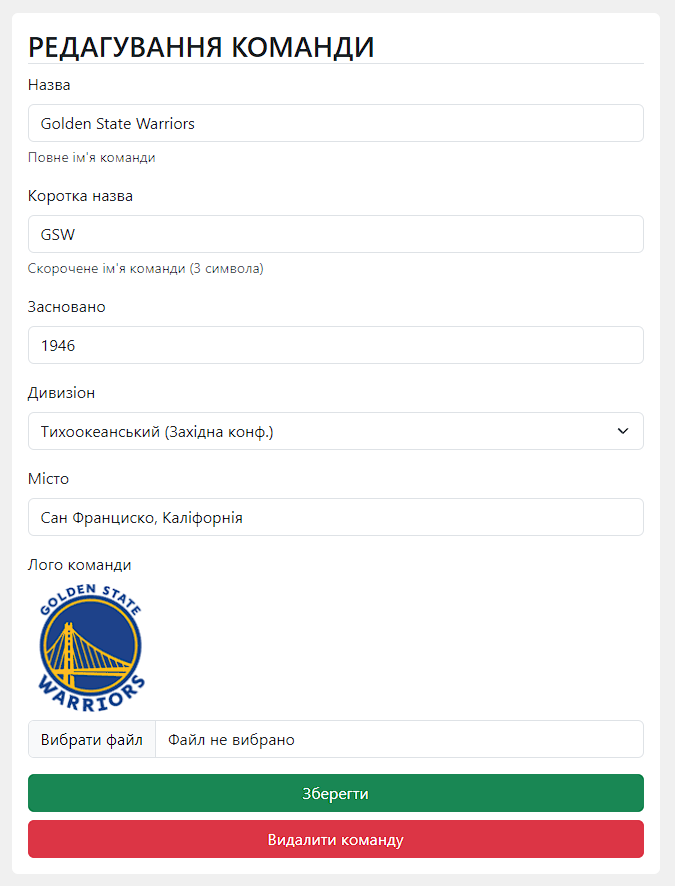 РЕДАГУВАННЯ КОМАНДИ
Назва
Golden State Warriors
Повне ім'я команди
Коротка назва
GSW
Скорочене ім'я команди (3 символа)
Засновано
1946
Дивизіон
Тихоокеанський (Західна конф.)
Місто
Сан Франциско, Каліфорнія
Лого команди
GOLDEN STATE
WARRIORS
Вибрати файл Файл не вибрано
Зберегти
Видалити команду